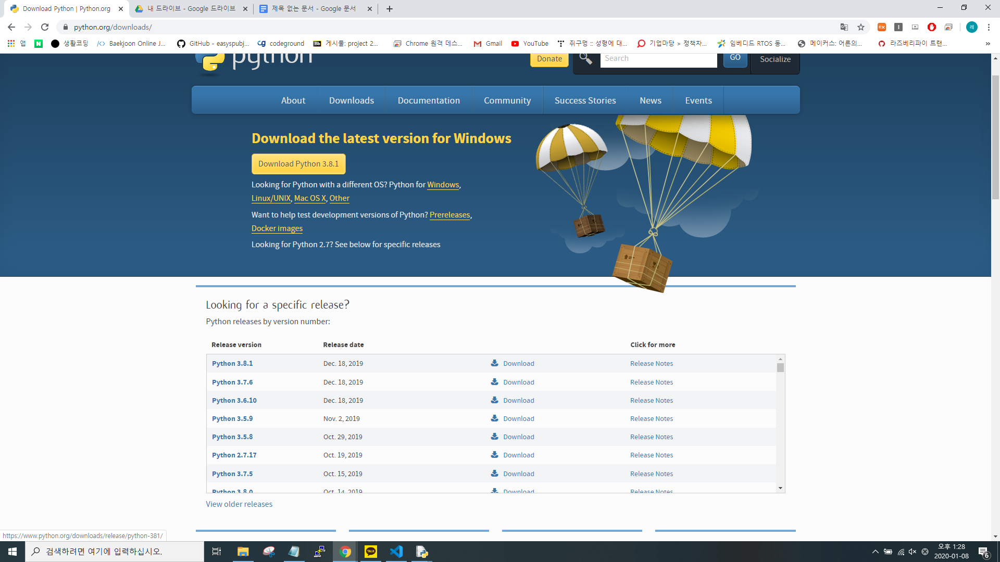 Download Python | Python.org
내 드라이브 - Google 드라이브
제목 없는 문서 - Google 문서
python.org/downloads/
레
앱
생활코딩
Baekjoon Online J...
GitHub - easyspubj...
codeground
게시물: project 2...
Chrome 원격 데스...
Gmail
YouTube
쥐구멍 :: 성형에 대...
기업마당 > 정책차...
임베디드 RTOS 동...
메이커스: 어른의...
라즈베리파이 트랜...
»
python
Donate
Search
GO
Socialize
About
Downloads
Documentation
Community
Success Stories
News
Events
Download the latest version for Windows
Download Python 3.8.1
Looking for Python with a different OS? Python for Windows,
Linux/UNIX, Mac OS X, Other
Want to help test development versions of Python? Prereleases,
Docker images
Looking for Python 2.7? See below for specific releases
Looking for a specific release?
Python releases by version number:
Release version Release date Click for more
Python 3.8.1 Dec. 18, 2019 Download Release Notes
Python 3.7.6 Dec. 18, 2019 Download Release Notes
Python 3.6.10 Dec. 18, 2019 Download Release Notes
Python 3.5.9 Nov. 2, 2019 Download Release Notes
Python 3.5.8 Oct. 29, 2019 Download Release Notes
Python 2.7.17 Oct. 19, 2019 Download Release Notes
Python 3.7.5 Oct. 15, 2019 Download Release Notes
Python 3.8.0 Oct. 14, 2019 Download Release Notes
View older releases
https://www.python.org/downloads/release/python-381/
검색하려면 여기에 입력하십시오.
TALK
오후 1:28
2020-01-08
6